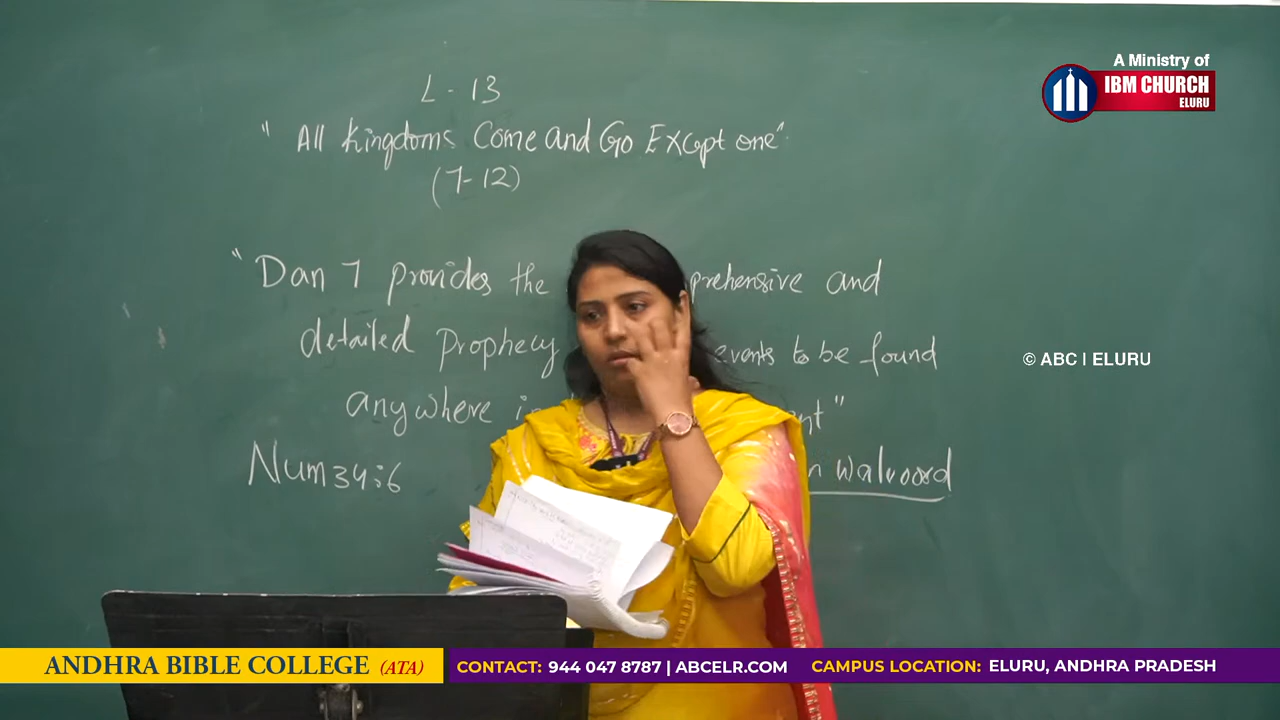 L - 13
" All Kingdoms Come and Go Except one"
(7-12)
" Dan 7 provides the prehensive and
detailed Prophecy events to be found
anywhere
Num 34:6 Walvoord
A Ministry of
IBM CHURCH
ELURU
© ABC | ELURU
ANDHRA BIBLE COLLEGE (ATA)
CONTACT: 944 047 8787 | ABCELR.COM CAMPUS LOCATION: ELURU, ANDHRA PRADESH